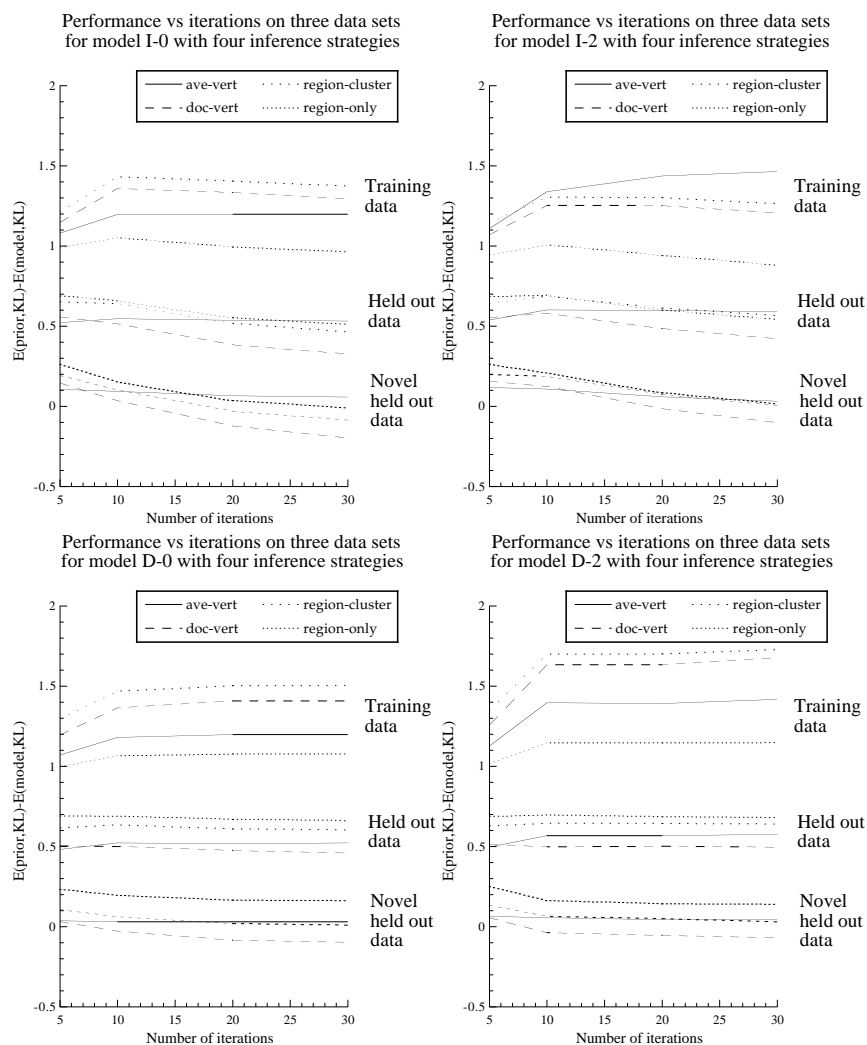 Performance vs iterations on three data sets
for model I-0 with four inference strategies
2
1.5
1
0.5
0
-0.5
E(prior,KL)-E(model,KL)
ave-vert
region-cluster
doc-vert
region-only
Training
data
Held out
data
Novel
held out
data
5 10 15 20 25 30
Number of iterations
Performance vs iterations on three data sets
for model I-2 with four inference strategies
2
1.5
1
0.5
0
-0.5
E(prior,KL)-E(model,KL)
ave-vert
region-cluster
doc-vert
region-only
Training
data
Held out
data
Novel
held out
data
5 10 15 20 25 30
Number of iterations
Performance vs iterations on three data sets
for model D-0 with four inference strategies
2
1.5
1
0.5
0
-0.5
E(prior,KL)-E(model,KL)
ave-vert
region-cluster
doc-vert
region-only
Training
data
Held out
data
Novel
held out
data
5 10 15 20 25 30
Number of iterations
Performance vs iterations on three data sets
for model D-2 with four inference strategies
2
1.5
1
0.5
0
-0.5
E(prior,KL)-E(model,KL)
ave-vert
region-cluster
doc-vert
region-only
Training
data
Held out
data
Novel
held out
data
5 10 15 20 25 30
Number of iterations